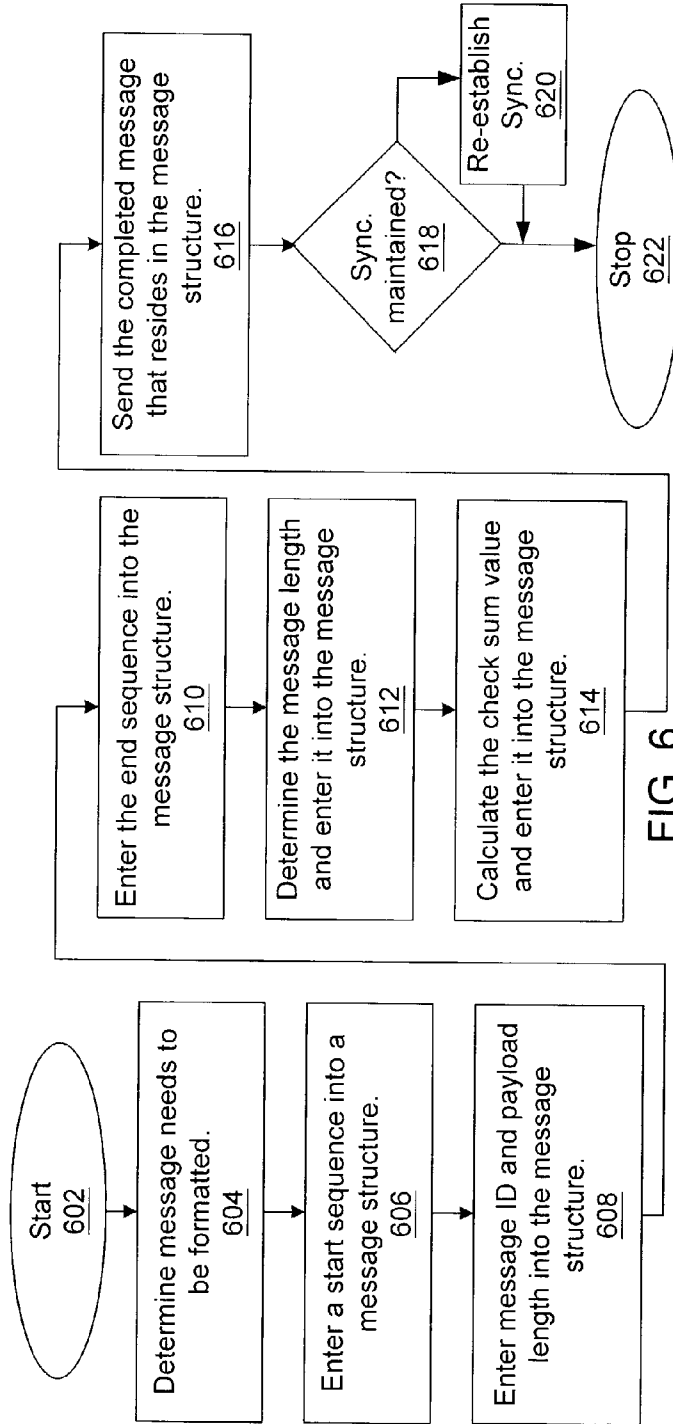 Start
602
Determine message needs to
be formatted.
604
Enter a start sequence into a
message structure.
606
Enter message ID and payload
length into the message
structure.
608
Enter the end sequence into the
message structure.
610
Determine the message length
and enter it into the message
structure.
612
Calculate the check sum value
and enter it into the message
structure.
614
Send the completed message
that resides in the message
structure.
616
Sync.
maintained?
618
Re-establish
Sync.
620
Stop
622
FIG. 6